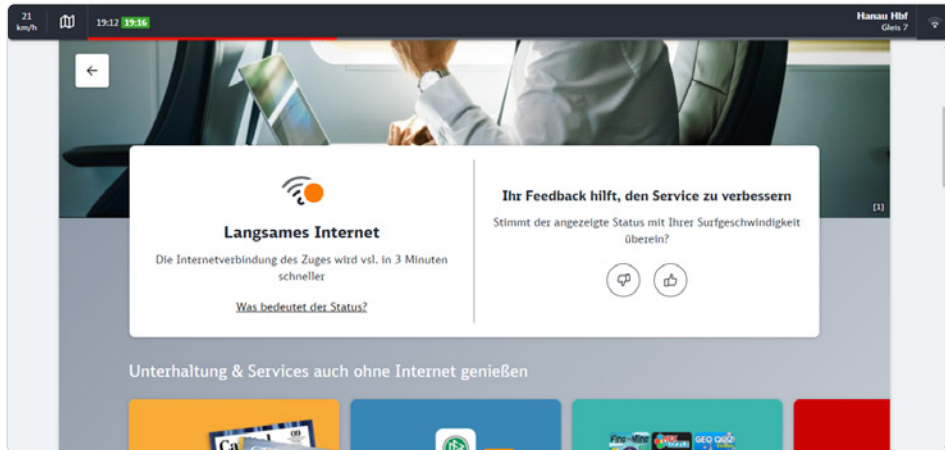 21
km/h
19:12 19:16
Hanau Hbf
Gleis 7
[1]
Langsames Internet
Die Internetverbindung des Zuges wird vsl. in 3 Minuten
schneller
Was bedeutet der Status?
Ihr Feedback hilft, den Service zu verbessern
Stimmt der angezeigte Status mit Ihrer Surfgeschwindigkeit
überein?
Unterhaltung & Services auch ohne Internet genießen
GEO QUIZ